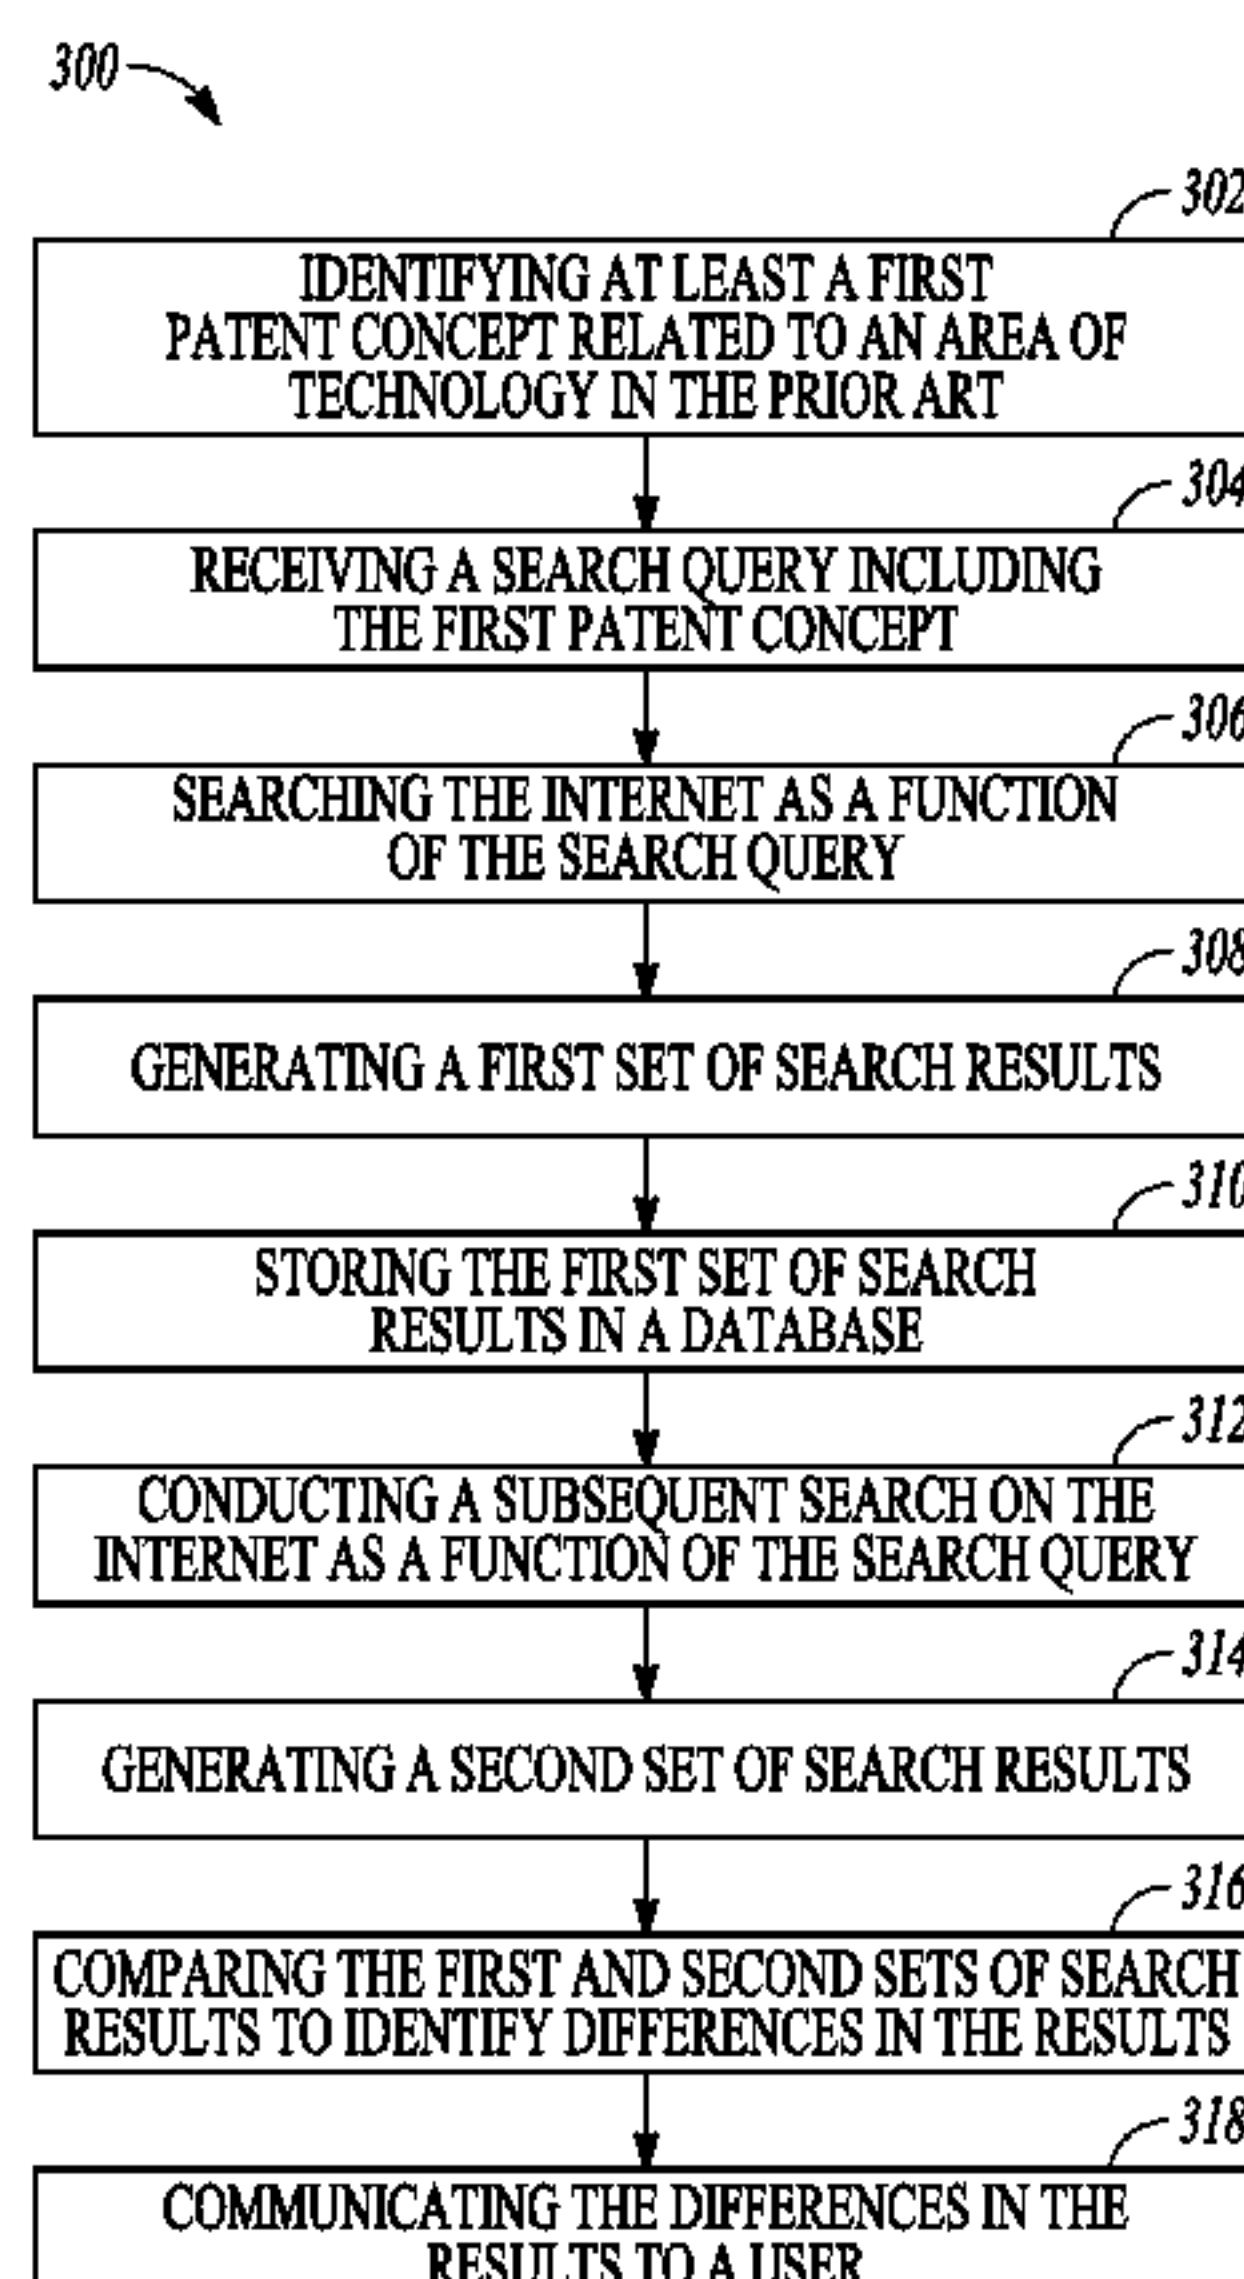 300
302
IDENTIFYING AT LEAST A FIRST
PATENT CONCEPT RELATED TO AN AREA OF
TECHNOLOGY IN THE PRIOR ART
304
RECEIVING A SEARCH QUERY INCLUDING
THE FIRST PATENT CONCEPT
306
SEARCHING THE INTERNET AS A FUNCTION
OF THE SEARCH QUERY
308
GENERATING A FIRST SET OF SEARCH RESULTS
310
STORING THE FIRST SET OF SEARCH
RESULTS IN A DATABASE
312
CONDUCTING A SUBSEQUENT SEARCH ON THE
INTERNET AS A FUNCTION OF THE SEARCH QUERY
314
GENERATING A SECOND SET OF SEARCH RESULTS
316
COMPARING THE FIRST AND SECOND SETS OF SEARCH
RESULTS TO IDENTIFY DIFFERENCES IN THE RESULTS
318
COMMUNICATING THE DIFFERENCES IN THE
RESULTS TO A USER